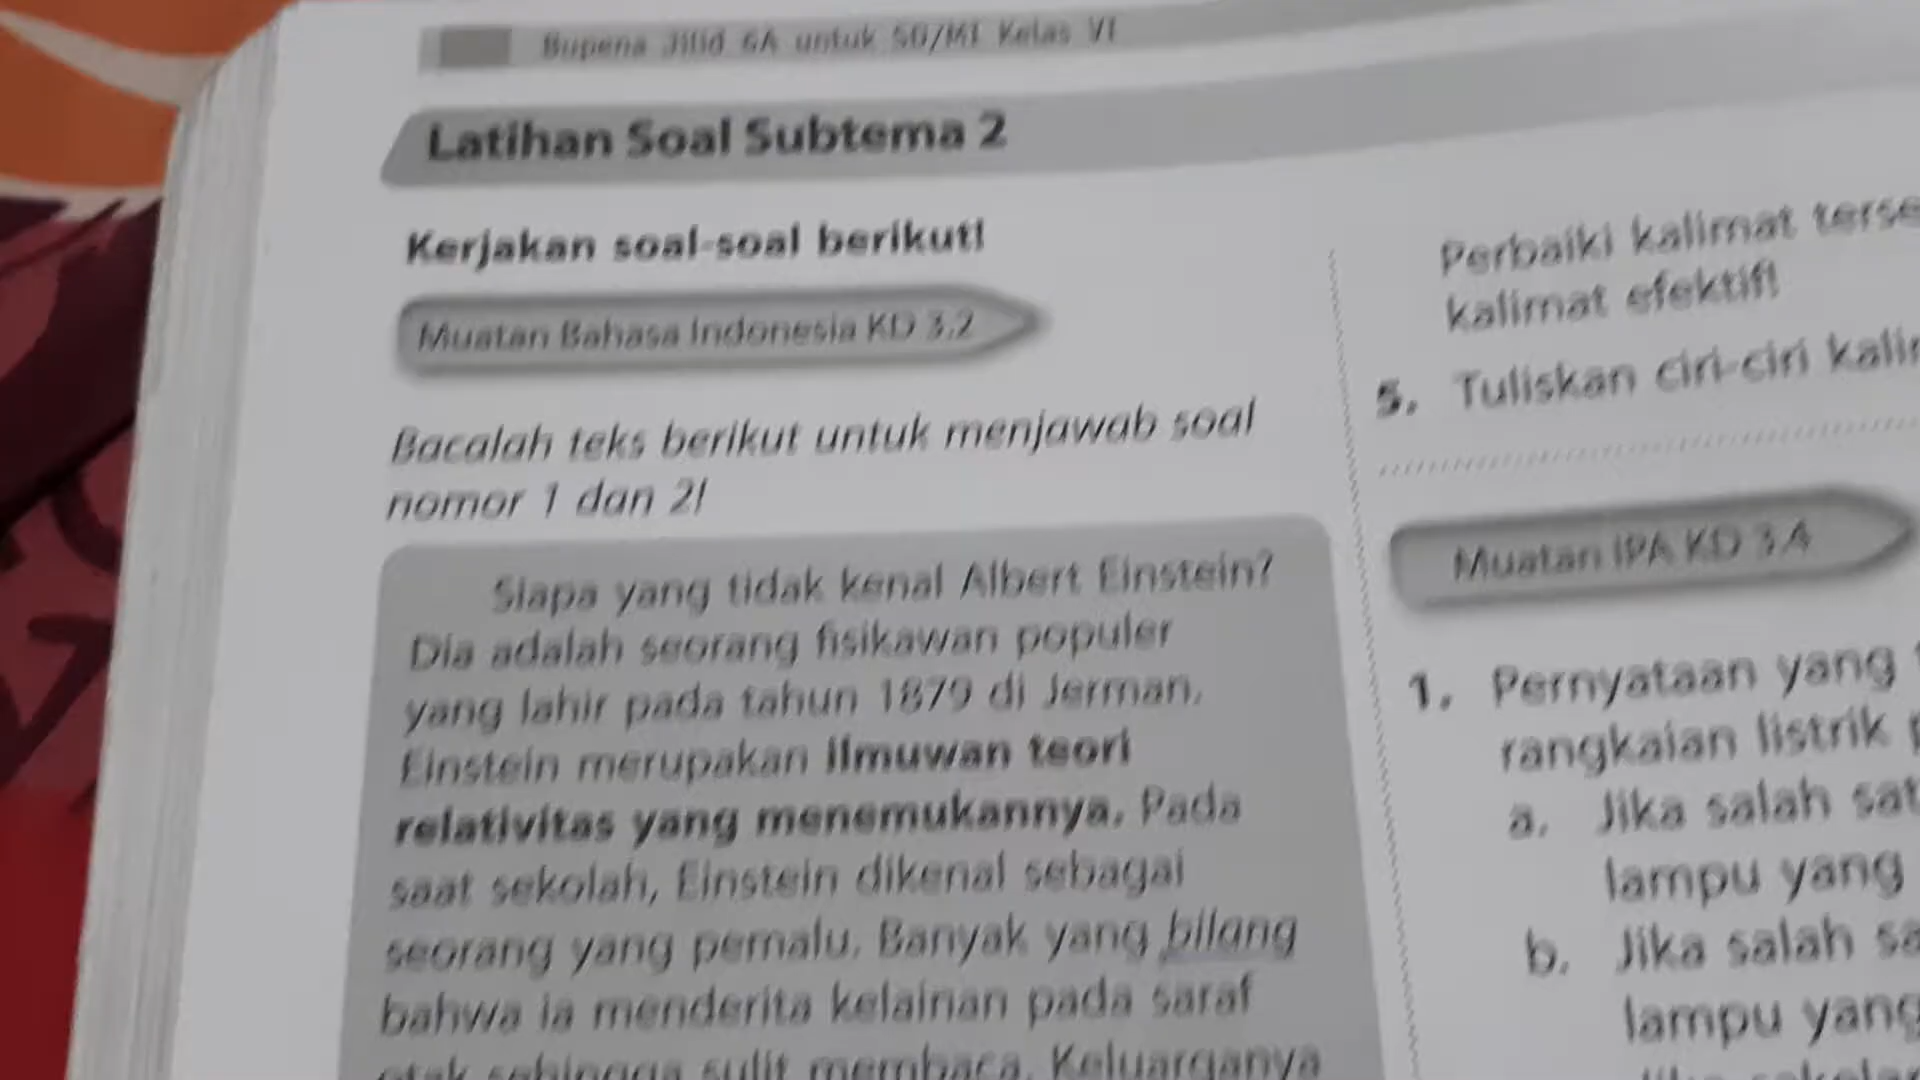 Bupena Jilid 6A untuk SD/MI Kelas VI
Latihan Soal Subtema 2
Kerjakan soal-soal berikut!
Muatan Bahasa Indonesia KD 3.2
Bacalah teks berikut untuk menjawab soal
nomor 1 dan 2!
Siapa yang tidak kenal Albert Einstein?
Dia adalah seorang fisikawan populer
yang lahir pada tahun 1879 di Jerman.
Einstein merupakan ilmuwan teori
relativitas yang menemukannya. Pada
saat sekolah, Einstein dikenal sebagai
seorang yang pemalu. Banyak yang bilang
bahwa ia menderita kelainan pada saraf
otak sehingga sulit membaca. Keluarganya
Perbaiki kalimat
kalimat efektif!
5. Tuliskan ciri-ciri
Muatan IPA KD 3.4
1. Pernyataan yang
rangkaian listrik
a. Jika salah
lampu yang
b. Jika salah
lampu yang